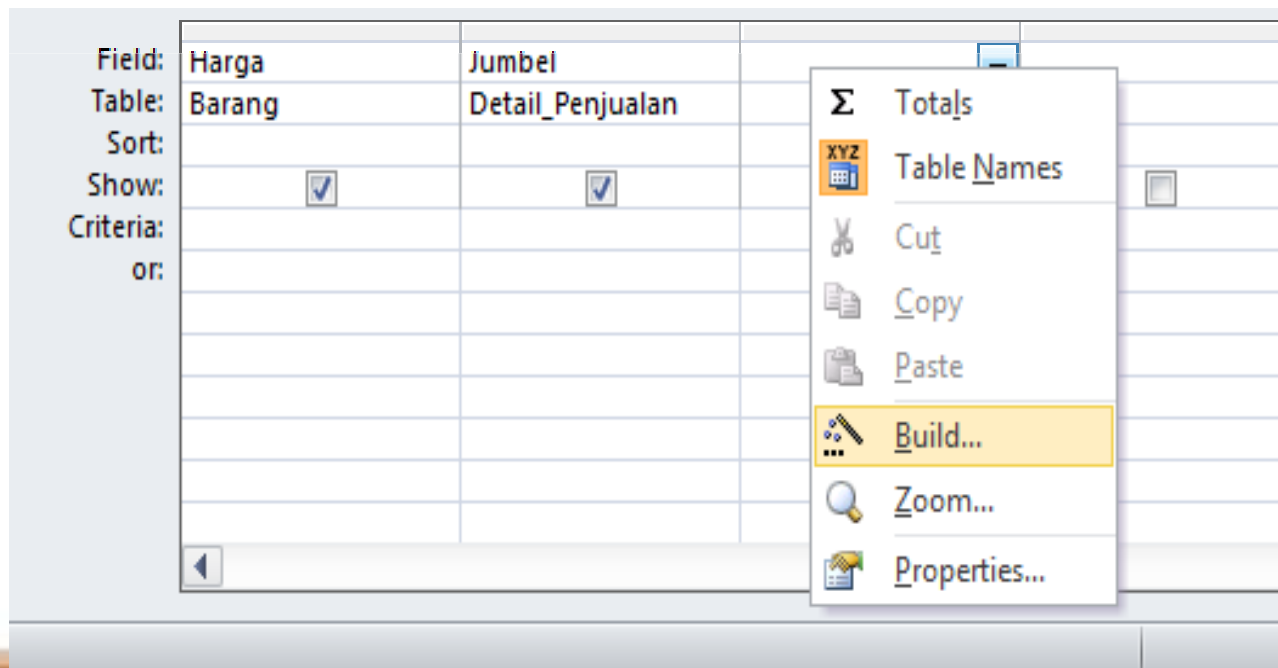 Field: Harga Jumbel
Table: Barang Detail_Penjualan
Sort:
Show:
Criteria:
or:
Σ Totals
XYZ
Table Names
Cut
Copy
Paste
Build...
Zoom...
Properties...